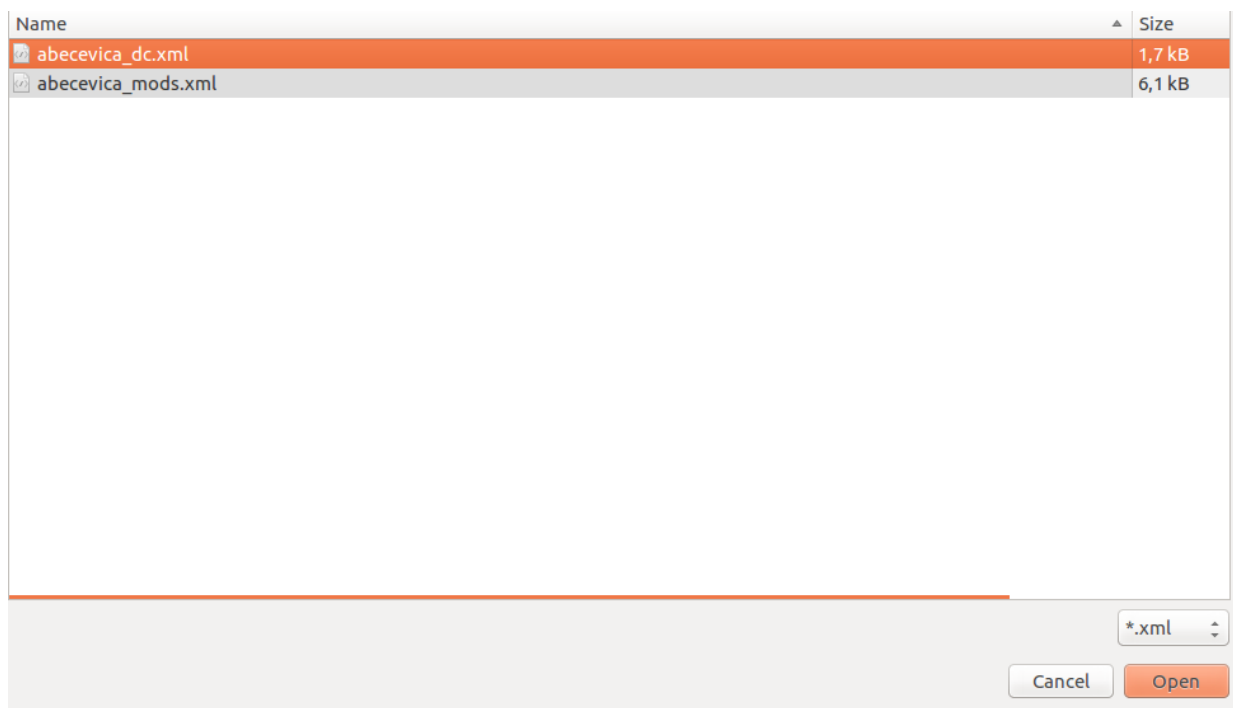 Name Size
abecevica_dc.xml 1,7 kB
abecevica_mods.xml 6,1 kB
*.xml
Cancel Open